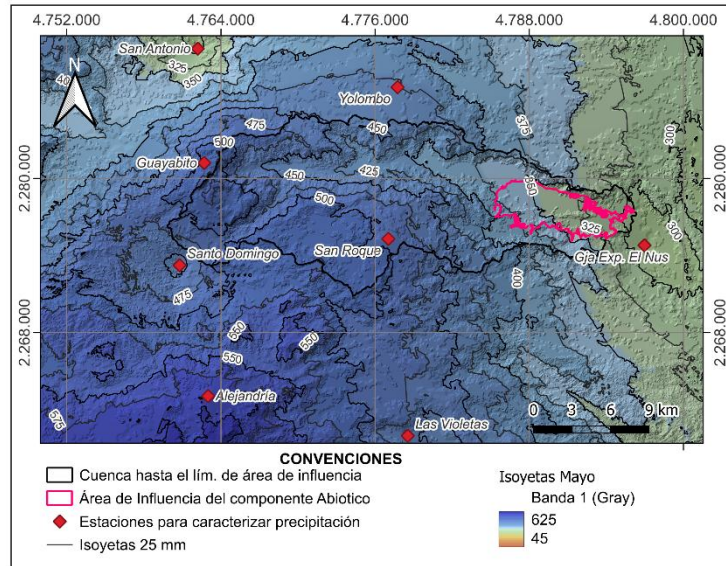 4.752.000 4.764.000 4.776.000 4.788.000 4.800.000
San Antonio
325
350
400
N
Yolombo
475
450
375
300
500
Guayabito
2.280.000
2.280.000
425
450
350
500
325
300
San Roque
Gja Exp. El Nus
Santo Domingo
475
400
550
550
2.268.000
2.268.000
550
575
Alejandría
Las Violetas
0 3 6 9 km
CONVENCIONES
Cuenca hasta el lím. de área de influencia
Área de Influencia del componente Abiotico
Estaciones para caracterizar precipitación
Isoyetas 25 mm
Isoyetas Mayo
Banda 1 (Gray)
625
45